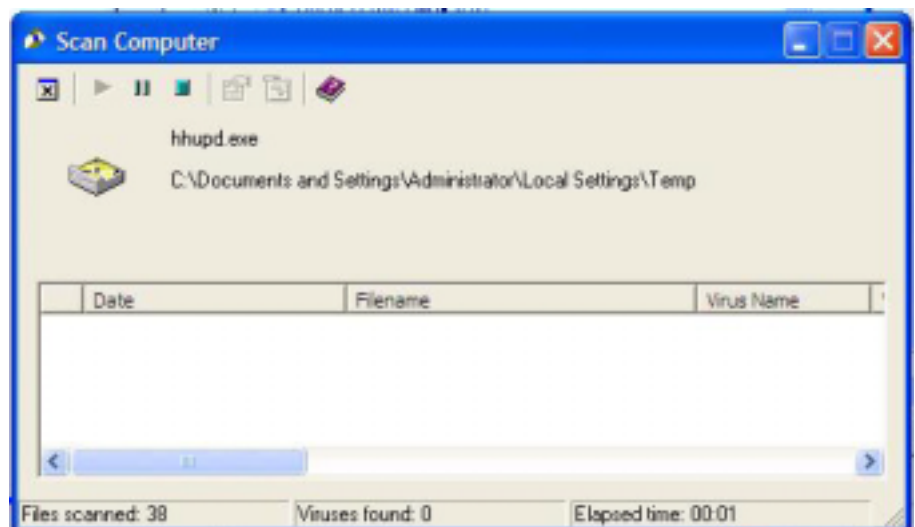 Scan Computer
hhupd.exe
C:\Documents and Settings\Administrator\Local Settings\Temp
Date Filename Virus Name
Files scanned: 38 Viruses found: 0 Elapsed time: 00:01